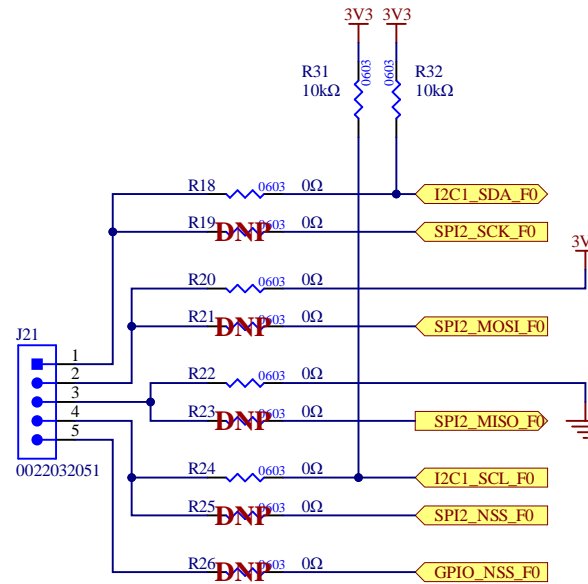 3V3 3V3
R31 0603 0603 R32
10kΩ 10kΩ
R18 0603 0Ω I2C1_SDA_F0
R19 DNP 0603 0Ω SPI2_SCK_F0
3V
R20 0603 0Ω
R21 DNP 0603 0Ω SPI2_MOSI_F0
J21
1
R22 0603 0Ω
2
3
R23 DNP 0603 0Ω SPI2_MISO_F0
4
5
0022032051
R24 0603 0Ω I2C1_SCL_F0
R25 DNP 0603 0Ω SPI2_NSS_F0
R26 DNP 0603 0Ω GPIO_NSS_F0